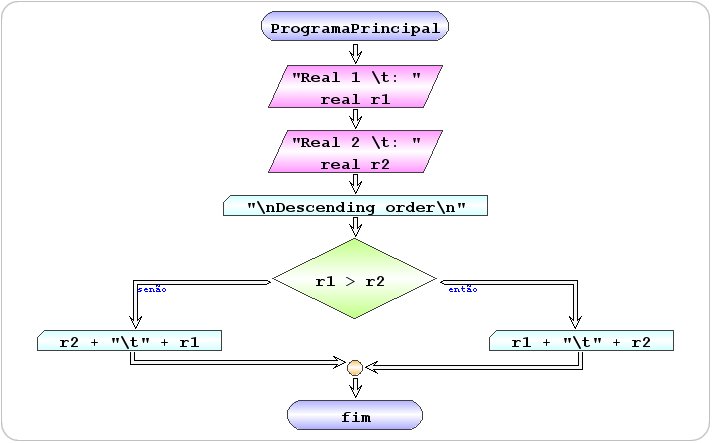 ProgramaPrincipal
"Real 1 \t: "
real r1
"Real 2 \t: "
real r2
"\nDescending order\n"
r1 > r2
senão
então
r2 + "\t" + r1
r1 + "\t" + r2
fim